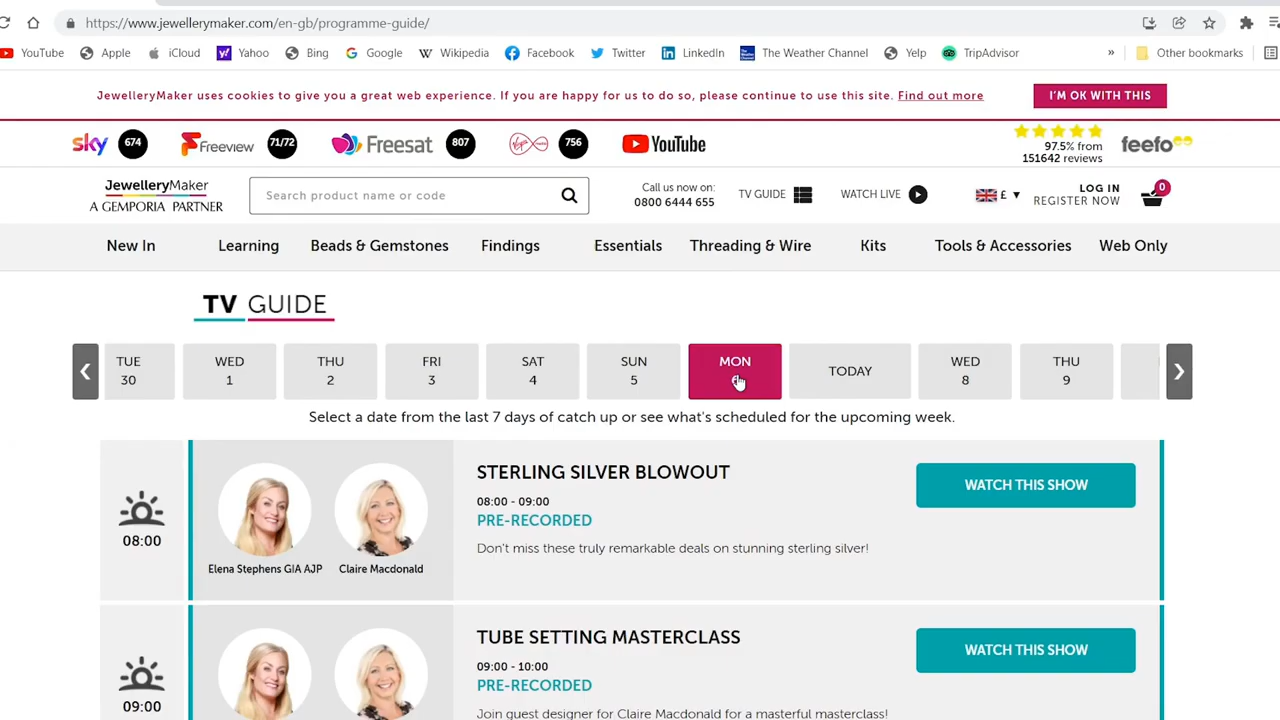 https://www.jewellerymaker.com/en-gb/programme-guide/
YouTube Apple iCloud Yahoo Bing Google Wikipedia Facebook Twitter LinkedIn The Weather Channel Yelp TripAdvisor » Other bookmarks
JewelleryMaker uses cookies to give you a great web experience. If you are happy for us to do so, please continue to use this site. Find out more
I'M OK WITH THIS
sky 674 Freeview 71/72 Freesat 807 756 YouTube
97.5% from
151642 reviews
feefo
JewelleryMaker
A GEMPORIA PARTNER
Search product name or code
Call us now on:
0800 6444 655
TV GUIDE
WATCH LIVE
£ ▼
LOG IN
REGISTER NOW
0
New In Learning Beads & Gemstones Findings Essentials Threading & Wire Kits Tools & Accessories Web Only
TV GUIDE
TUE
30
WED
1
THU
2
FRI
3
SAT
4
SUN
5
MON
TODAY
WED
8
THU
9
Select a date from the last 7 days of catch up or see what's scheduled for the upcoming week.
08:00
Elena Stephens GIA AJP
Claire Macdonald
STERLING SILVER BLOWOUT
08:00 - 09:00
PRE-RECORDED
Don't miss these truly remarkable deals on stunning sterling silver!
WATCH THIS SHOW
09:00
TUBE SETTING MASTERCLASS
09:00 - 10:00
PRE-RECORDED
Join guest designer for Claire Macdonald for a masterful masterclass!
WATCH THIS SHOW